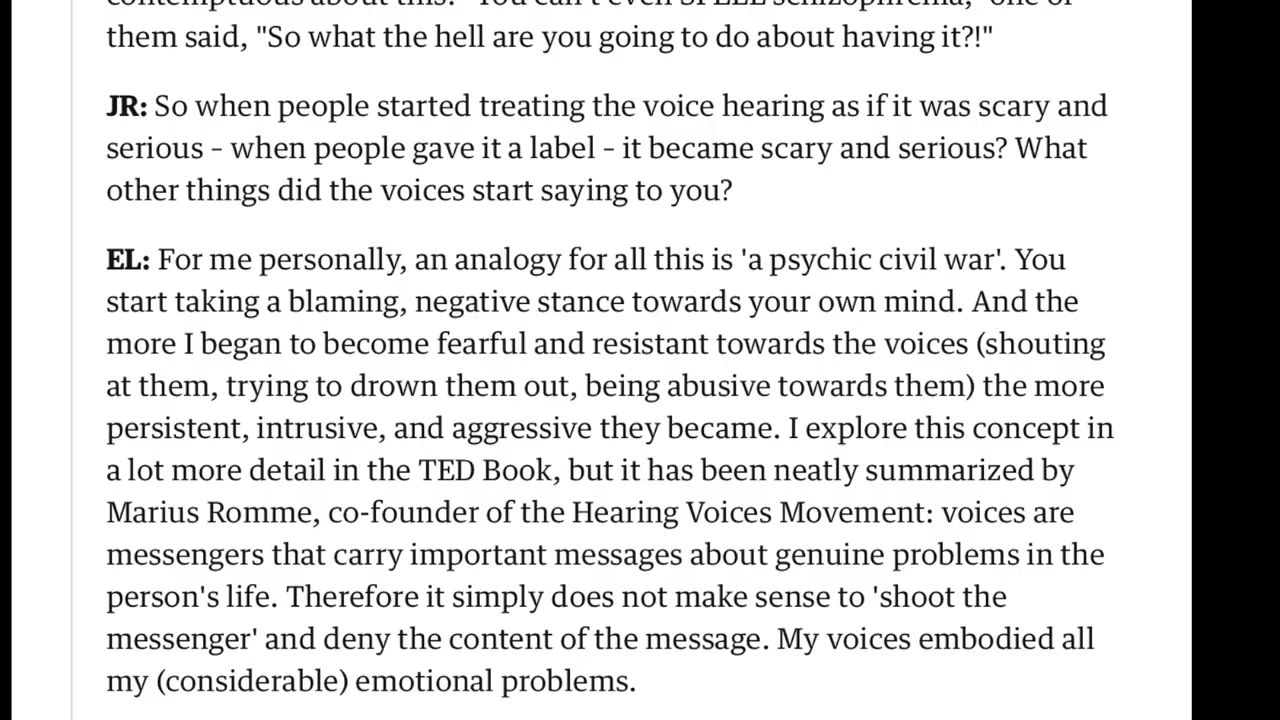 them said, "So what the hell are you going to do about having it?!"
JR: So when people started treating the voice hearing as if it was scary and
serious – when people gave it a label – it became scary and serious? What
other things did the voices start saying to you?
EL: For me personally, an analogy for all this is 'a psychic civil war'. You
start taking a blaming, negative stance towards your own mind. And the
more I began to become fearful and resistant towards the voices (shouting
at them, trying to drown them out, being abusive towards them) the more
persistent, intrusive, and aggressive they became. I explore this concept in
a lot more detail in the TED Book, but it has been neatly summarized by
Marius Romme, co-founder of the Hearing Voices Movement: voices are
messengers that carry important messages about genuine problems in the
person's life. Therefore it simply does not make sense to 'shoot the
messenger' and deny the content of the message. My voices embodied all
my (considerable) emotional problems.